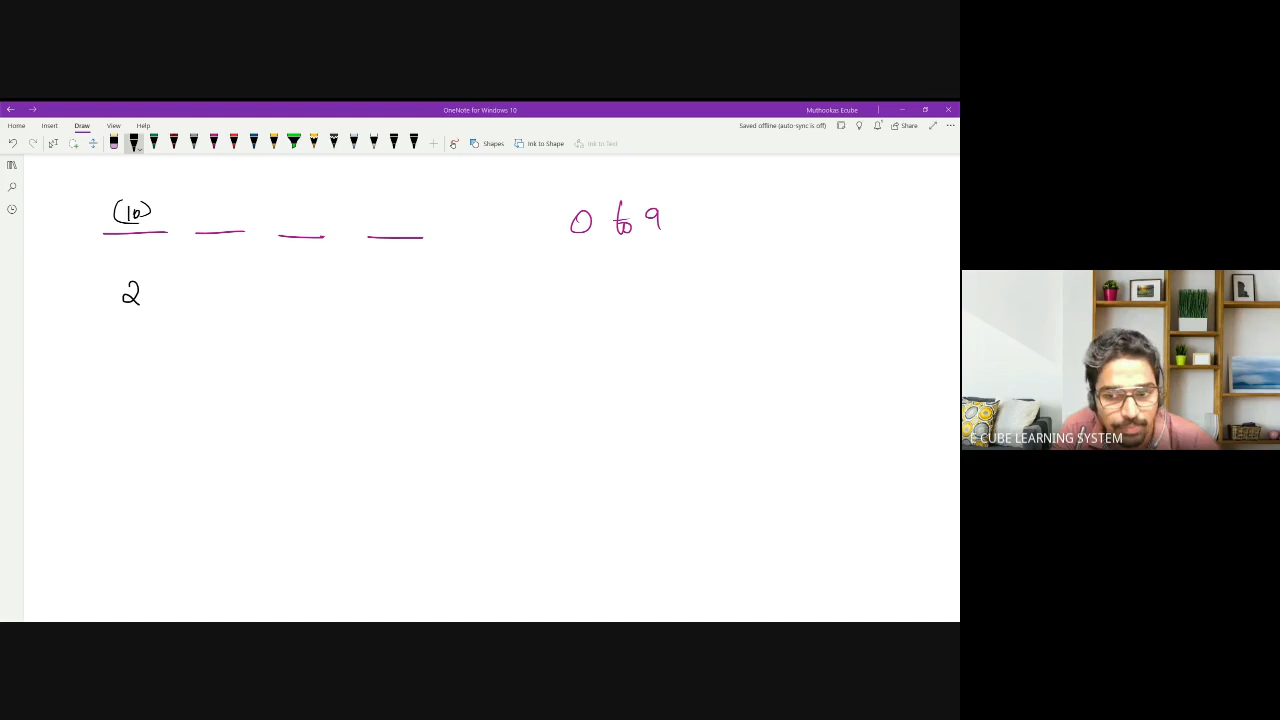 OneNote for Windows 10
Muthookas Ecube
Home Insert Draw View Help
Saved offline (auto-sync is off)
Share
Shapes
Ink to Shape
Ink to Text
(10)
0 to 9
2
E CUBE LEARNING SYSTEM